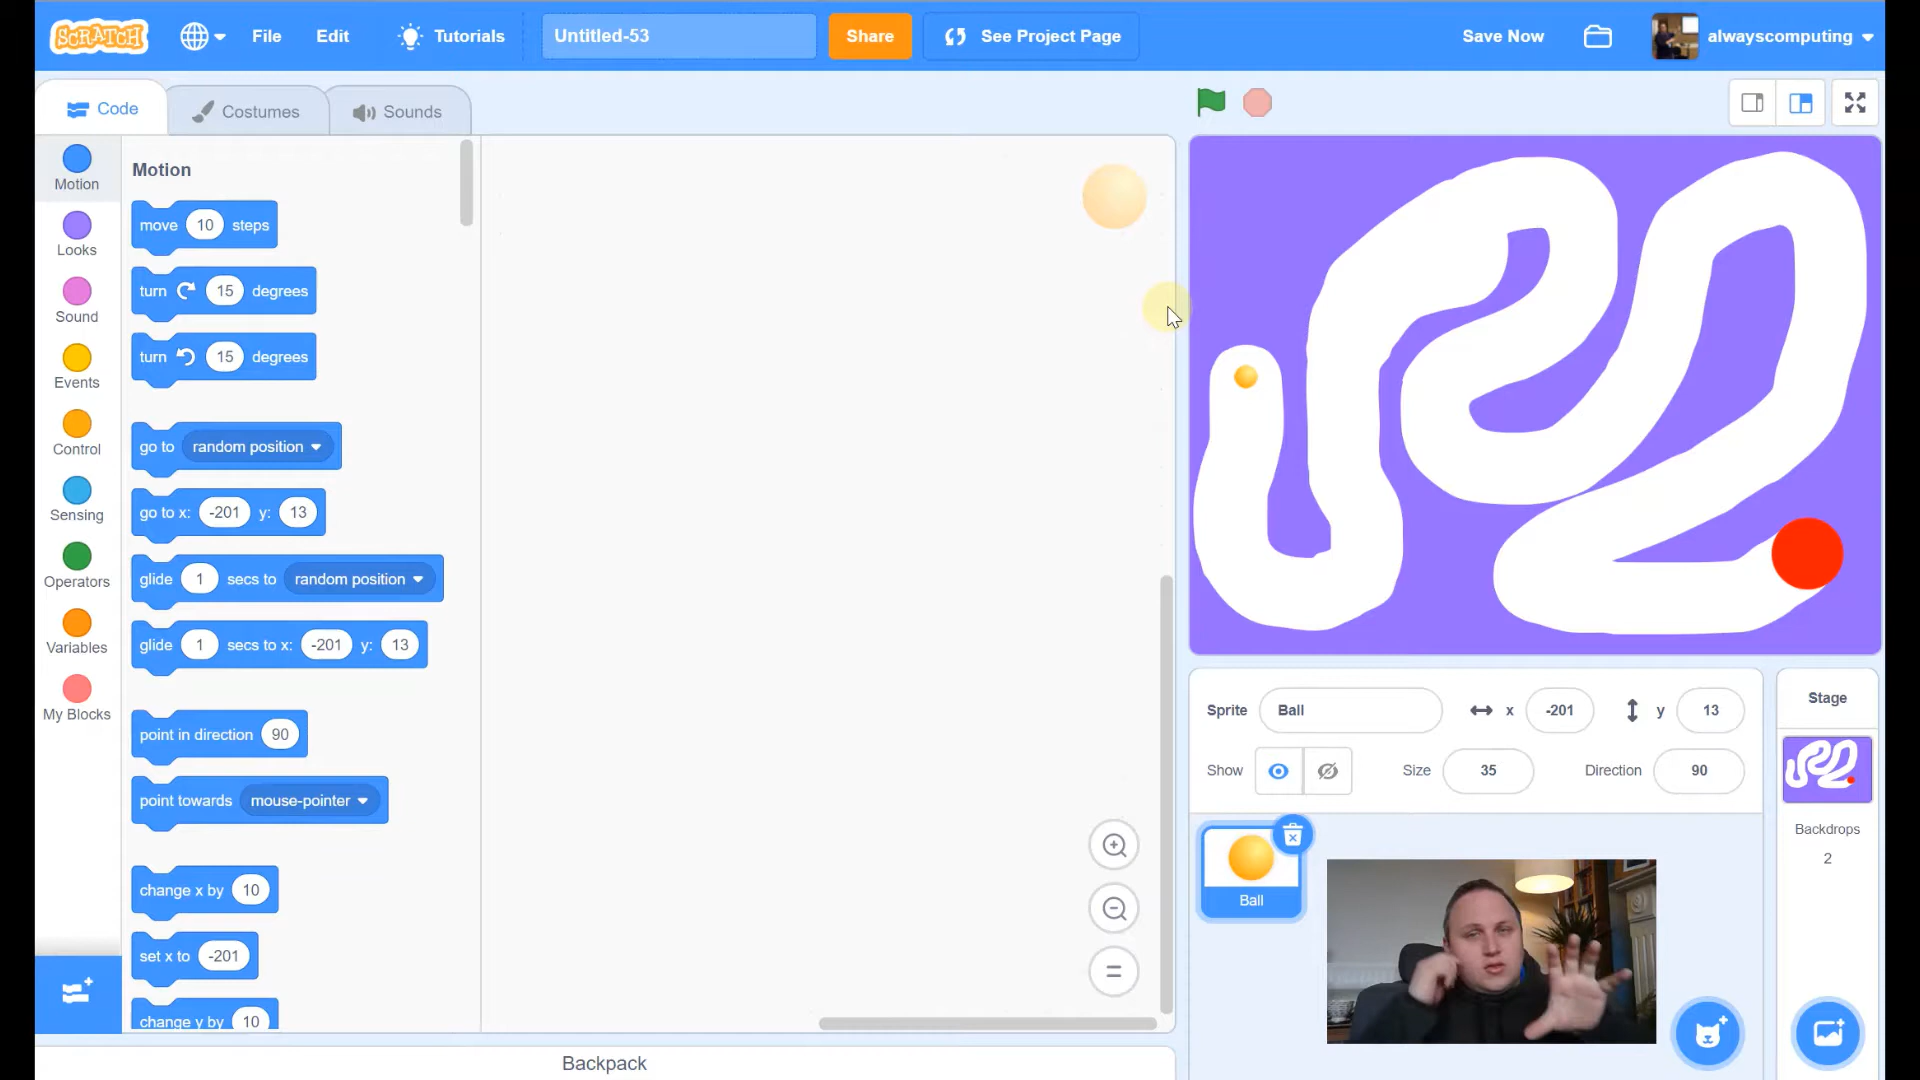 SCRATCH File Edit Tutorials Untitled-53 Share See Project Page Save Now alwayscomputing
Code Costumes Sounds
Motion
Looks
Sound
Events
Control
Sensing
Operators
Variables
My Blocks
Motion
move 10 steps
turn 15 degrees
turn 15 degrees
go to random position
go to x: -201 y: 13
glide 1 secs to random position
glide 1 secs to x: -201 y: 13
point in direction 90
point towards mouse-pointer
change x by 10
set x to -201
change y by 10
Backpack
Sprite Ball x -201 y 13
Show Size 35 Direction 90
Ball
Stage
Backdrops
2